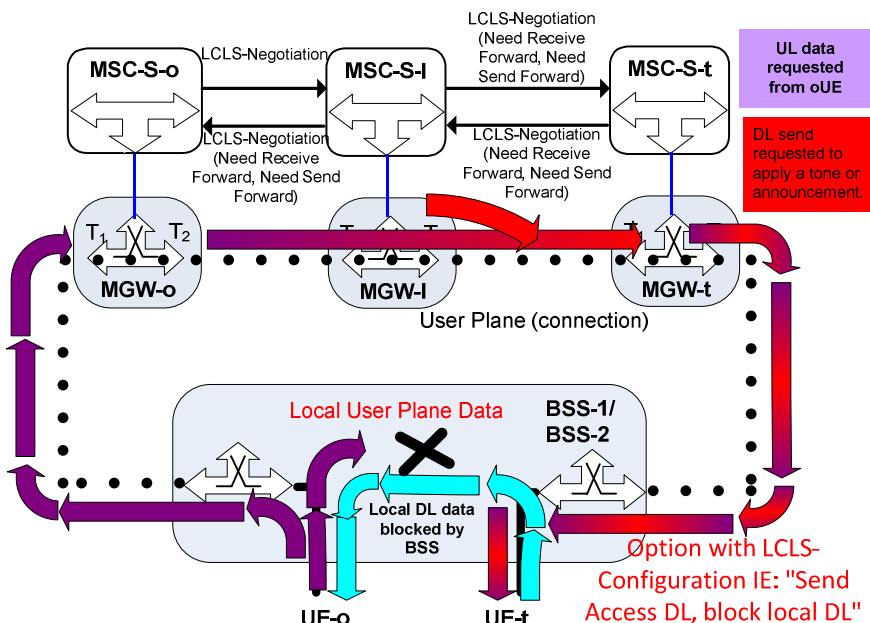 LCLS-Negotiation
LCLS-Negotiation
(Need Receive
Forward, Need
Send Forward)
MSC-S-o
MSC-S-I
MSC-S-t
UL data
requested
from oUE
LCLS-Negotiation
(Need Receive
Forward, Need Send
Forward)
LCLS-Negotiation
(Need Receive
Forward, Need Send
Forward)
DL send
requested to
apply a tone or
announcement.
T1 T2
MGW-o
MGW-I
MGW-t
User Plane (connection)
Local User Plane Data
BSS-1/
BSS-2
Local DL data
blocked by
BSS
Option with LCLS-
Configuration IE: "Send
Access DL, block local DL"
UE-o
UE-t